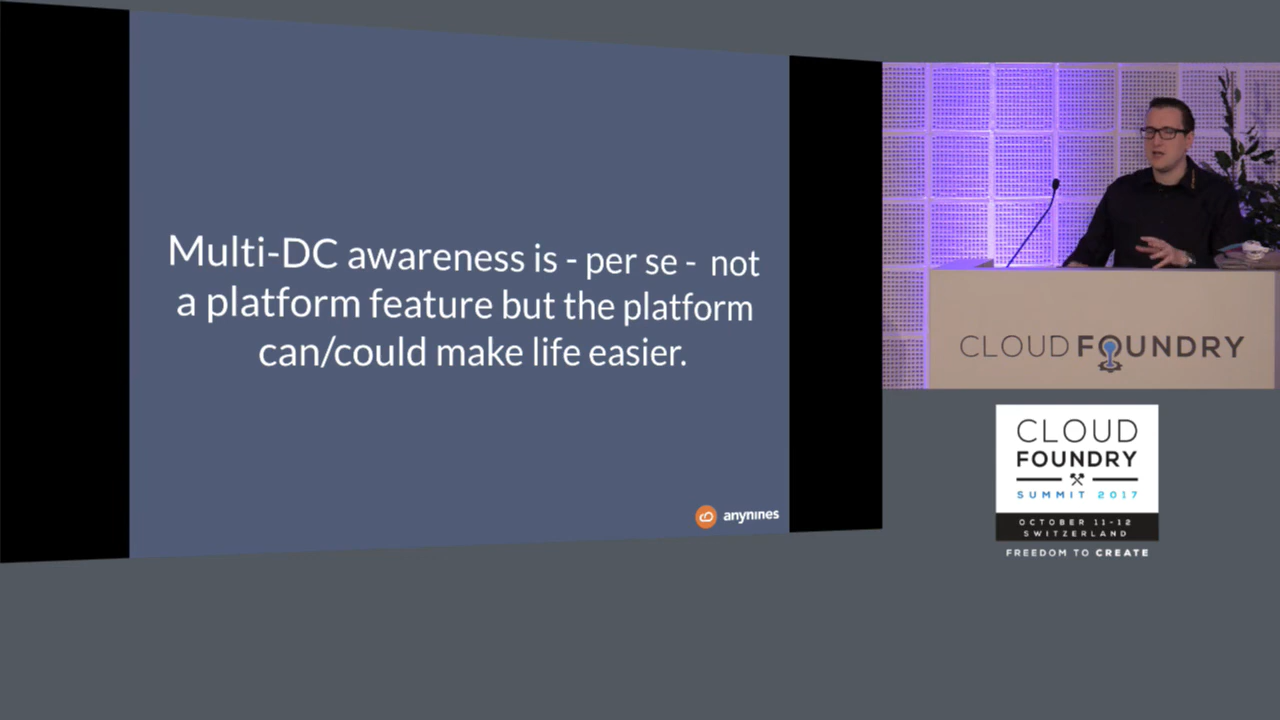 Multi-DC awareness is - per se - not
a platform feature but the platform
can/could make life easier.
anynines
CLOUD FOUNDRY
CLOUD
FOUNDRY
SUMMIT 2017
OCTOBER 11-12
SWITZERLAND
FREEDOM TO CREATE